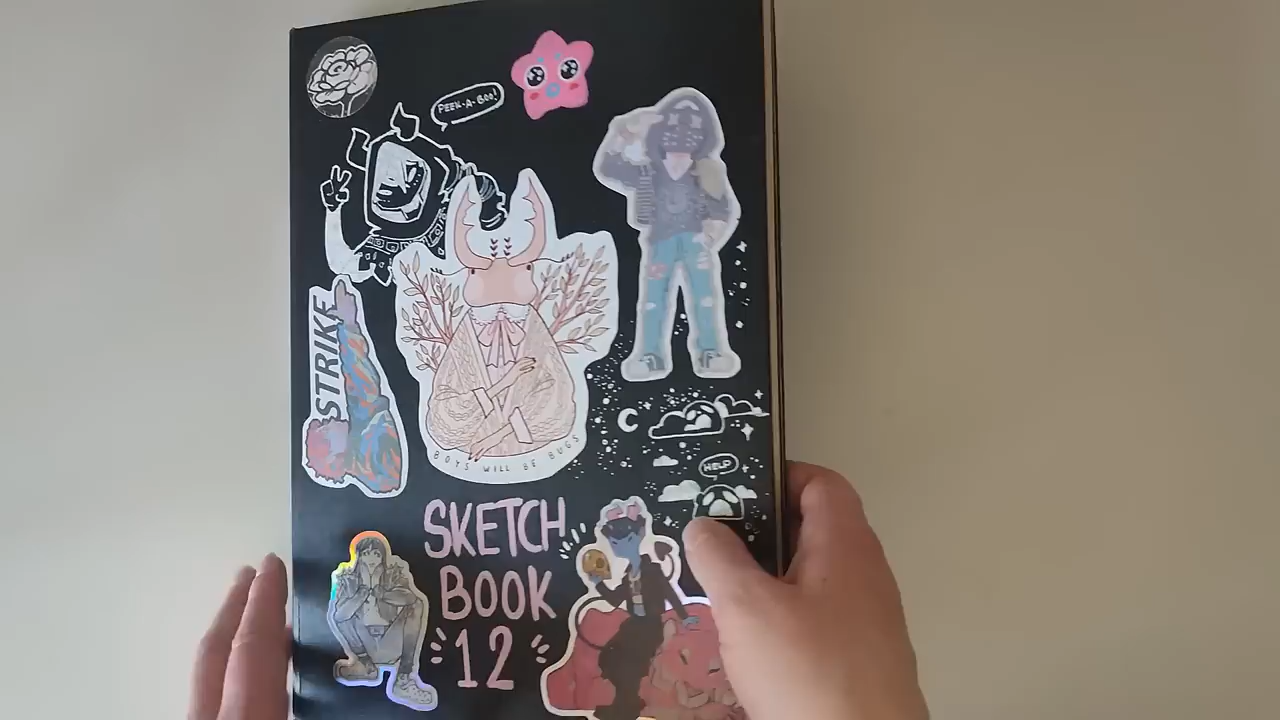 PEEK-A-BOO!
STRIKE
BOYS WILL BE BUGS
HELP
SKETCH
BOOK
12